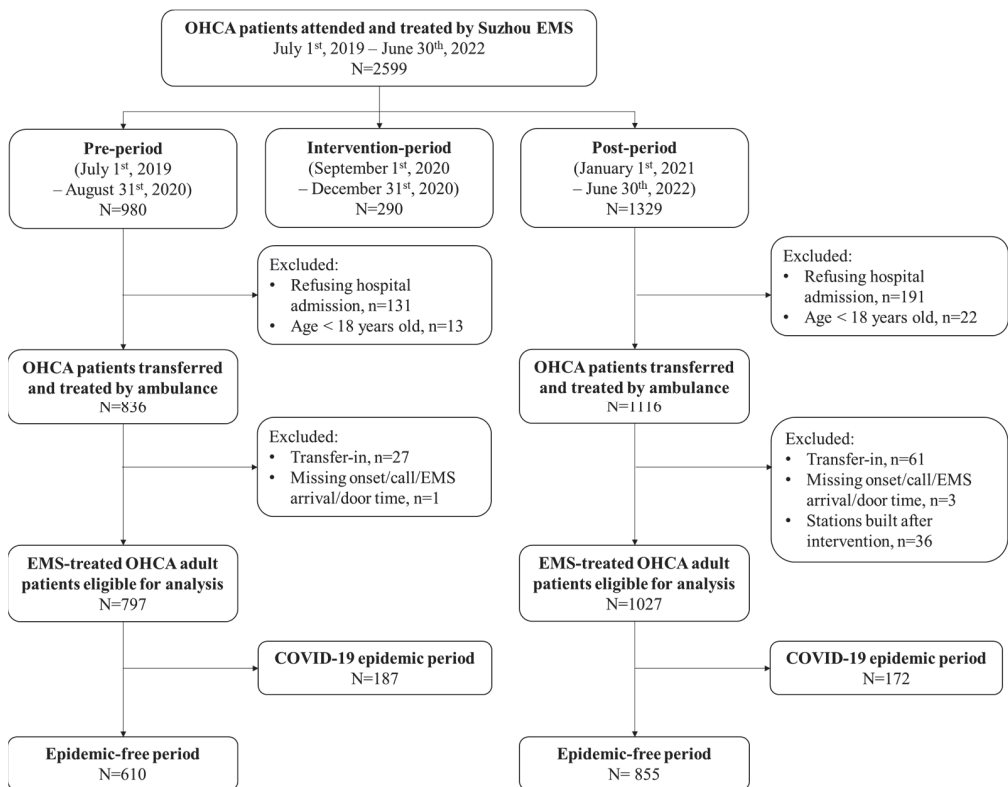 OHCA patients attended and treated by Suzhou EMS
July 1st, 2019 – June 30th, 2022
N=2599
Pre-period
(July 1st, 2019
– August 31st, 2020)
N=980
Intervention-period
(September 1st, 2020
– December 31st, 2020)
N=290
Post-period
(January 1st, 2021
– June 30th, 2022)
N=1329
Excluded:
• Refusing hospital
admission, n=131
• Age < 18 years old, n=13
Excluded:
• Refusing hospital
admission, n=191
• Age < 18 years old, n=22
OHCA patients transferred
and treated by ambulance
N=836
OHCA patients transferred
and treated by ambulance
N=1116
Excluded:
• Transfer-in, n=27
• Missing onset/call/EMS
arrival/door time, n=1
Excluded:
• Transfer-in, n=61
• Missing onset/call/EMS
arrival/door time, n=3
• Stations built after
intervention, n=36
EMS-treated OHCA adult
patients eligible for analysis
N=797
EMS-treated OHCA adult
patients eligible for analysis
N=1027
COVID-19 epidemic period
N=187
COVID-19 epidemic period
N=172
Epidemic-free period
N=610
Epidemic-free period
N= 855